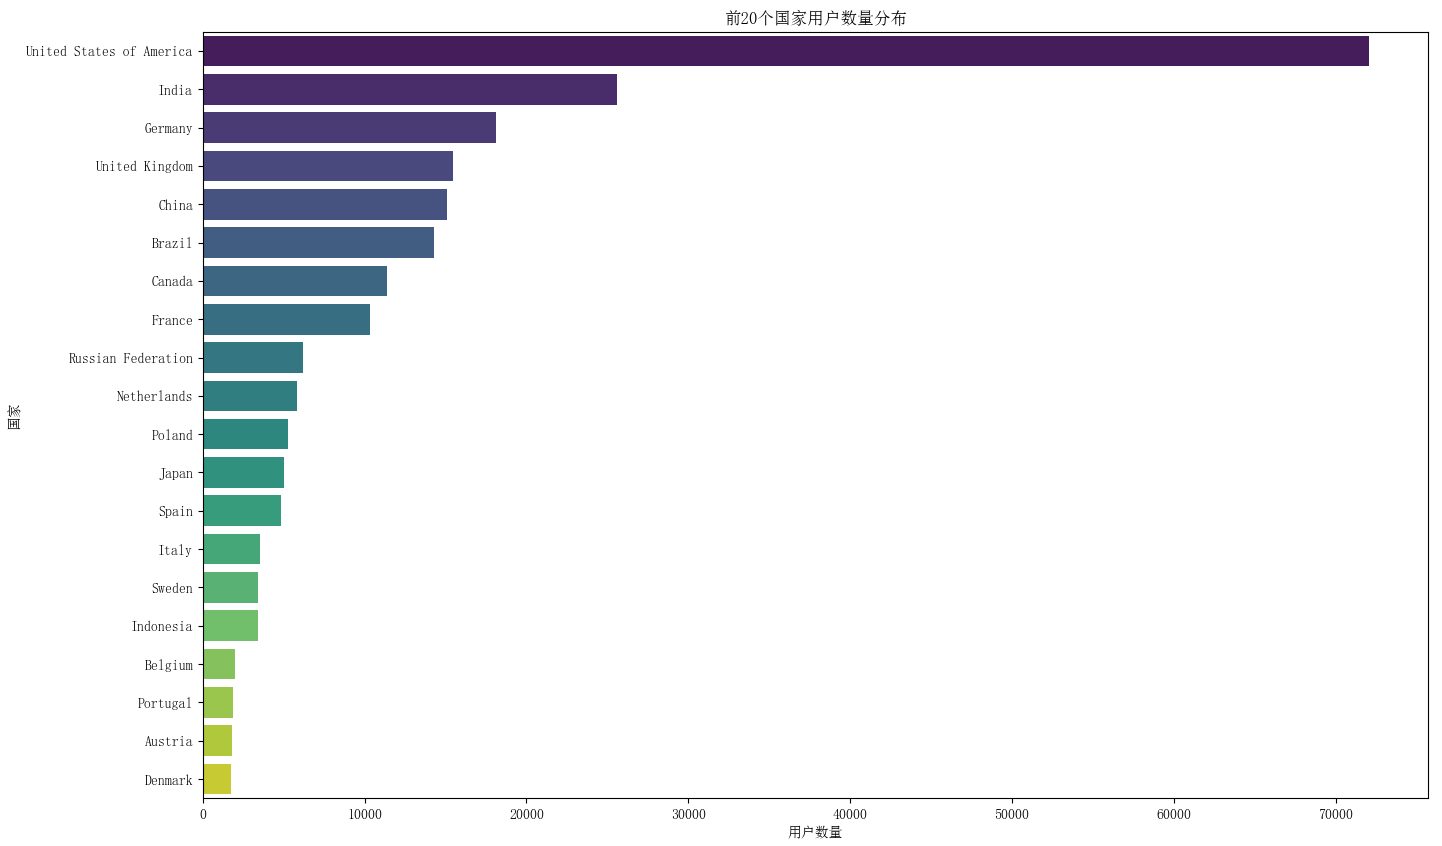 前20个国家用户数量分布
国家
United States of America
India
Germany
United Kingdom
China
Brazil
Canada
France
Russian Federation
Netherlands
Poland
Japan
Spain
Italy
Sweden
Indonesia
Belgium
Portugal
Austria
Denmark
0 10000 20000 30000 40000 50000 60000 70000
用户数量